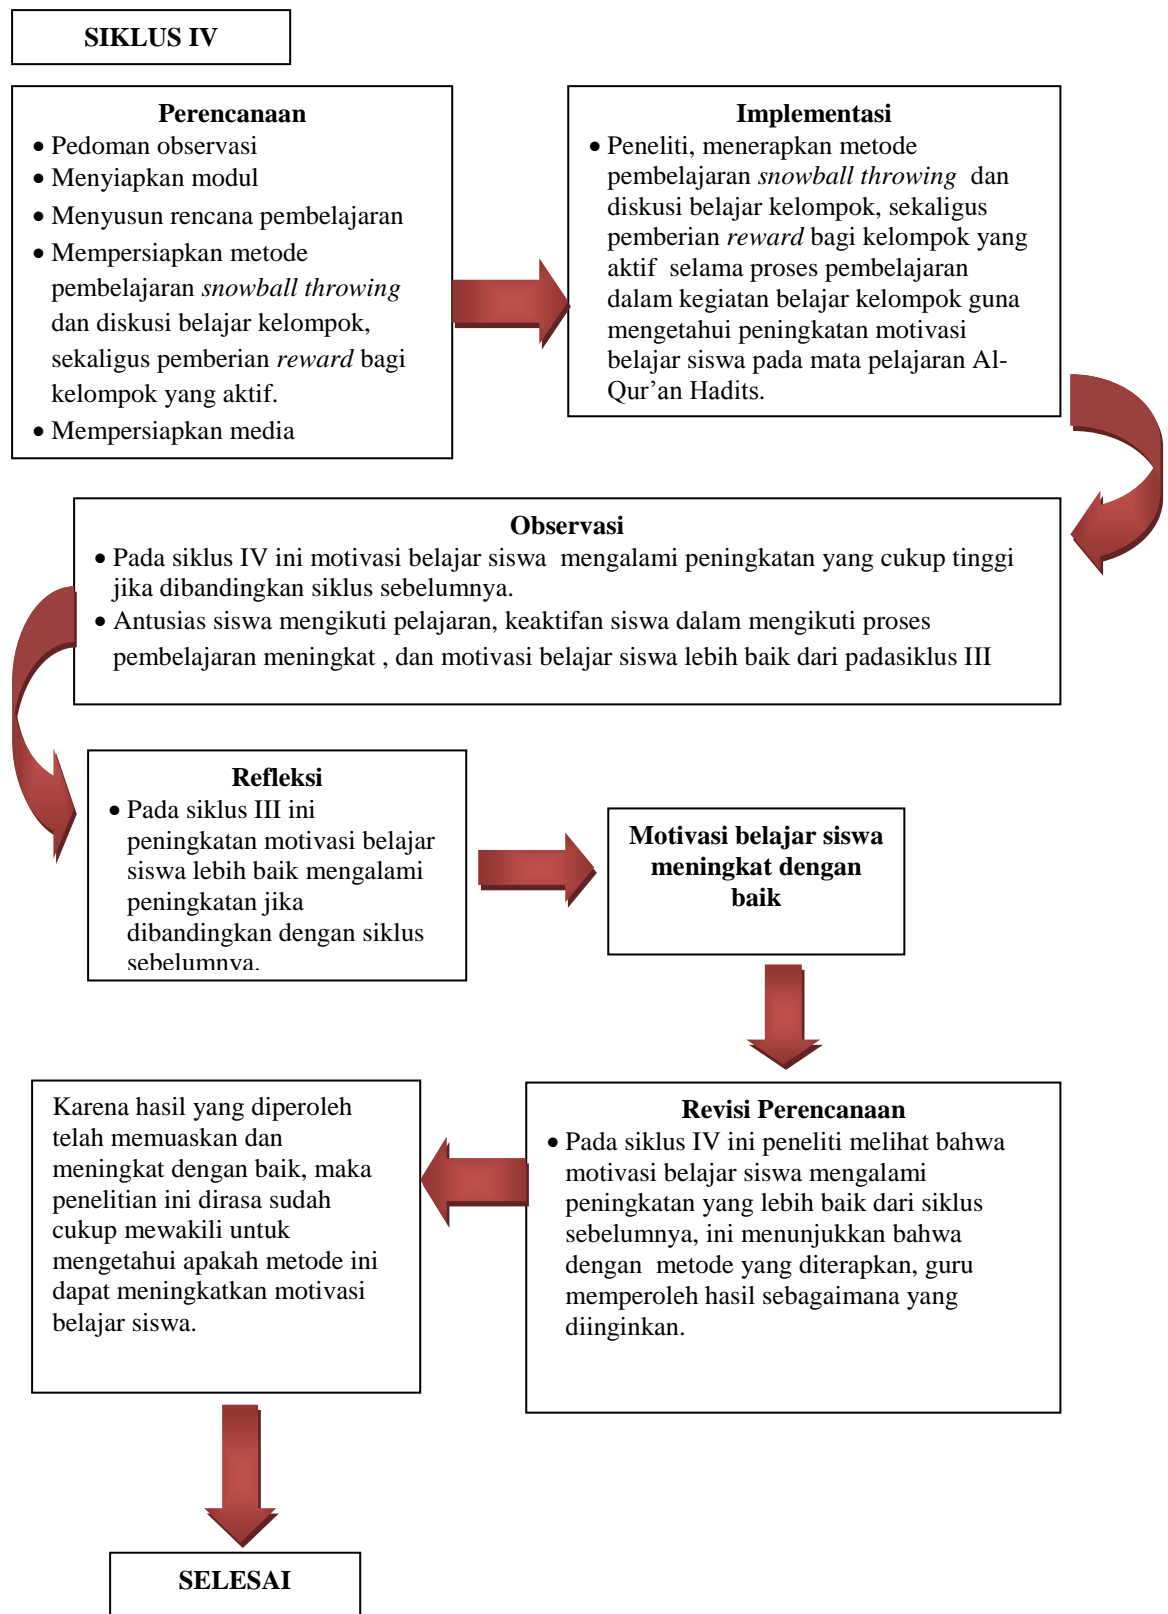 SIKLUS IV
Perencanaan
• Pedoman observasi
• Menyiapkan modul
• Menyusun rencana pembelajaran
• Mempersiapkan metode
pembelajaran snowball throwing
dan diskusi belajar kelompok,
sekaligus pemberian reward bagi
kelompok yang aktif.
• Mempersiapkan media
Implementasi
• Peneliti, menerapkan metode
pembelajaran snowball throwing dan
diskusi belajar kelompok, sekaligus
pemberian reward bagi kelompok yang
aktif selama proses pembelajaran
dalam kegiatan belajar kelompok guna
mengetahui peningkatan motivasi
belajar siswa pada mata pelajaran Al-
Qur’an Hadits.
Observasi
• Pada siklus IV ini motivasi belajar siswa mengalami peningkatan yang cukup tinggi
jika dibandingkan siklus sebelumnya.
• Antusias siswa mengikuti pelajaran, keaktifan siswa dalam mengikuti proses
pembelajaran meningkat , dan motivasi belajar siswa lebih baik dari padasiklus III
Refleksi
• Pada siklus III ini
peningkatan motivasi belajar
siswa lebih baik mengalami
peningkatan jika
dibandingkan dengan siklus
sebelumnya.
Motivasi belajar siswa
meningkat dengan
baik
Revisi Perencanaan
• Pada siklus IV ini peneliti melihat bahwa
motivasi belajar siswa mengalami
peningkatan yang lebih baik dari siklus
sebelumnya, ini menunjukkan bahwa
dengan metode yang diterapkan, guru
memperoleh hasil sebagaimana yang
diinginkan.
Karena hasil yang diperoleh
telah memuaskan dan
meningkat dengan baik, maka
penelitian ini dirasa sudah
cukup mewakili untuk
mengetahui apakah metode ini
dapat meningkatkan motivasi
belajar siswa.
SELESAI